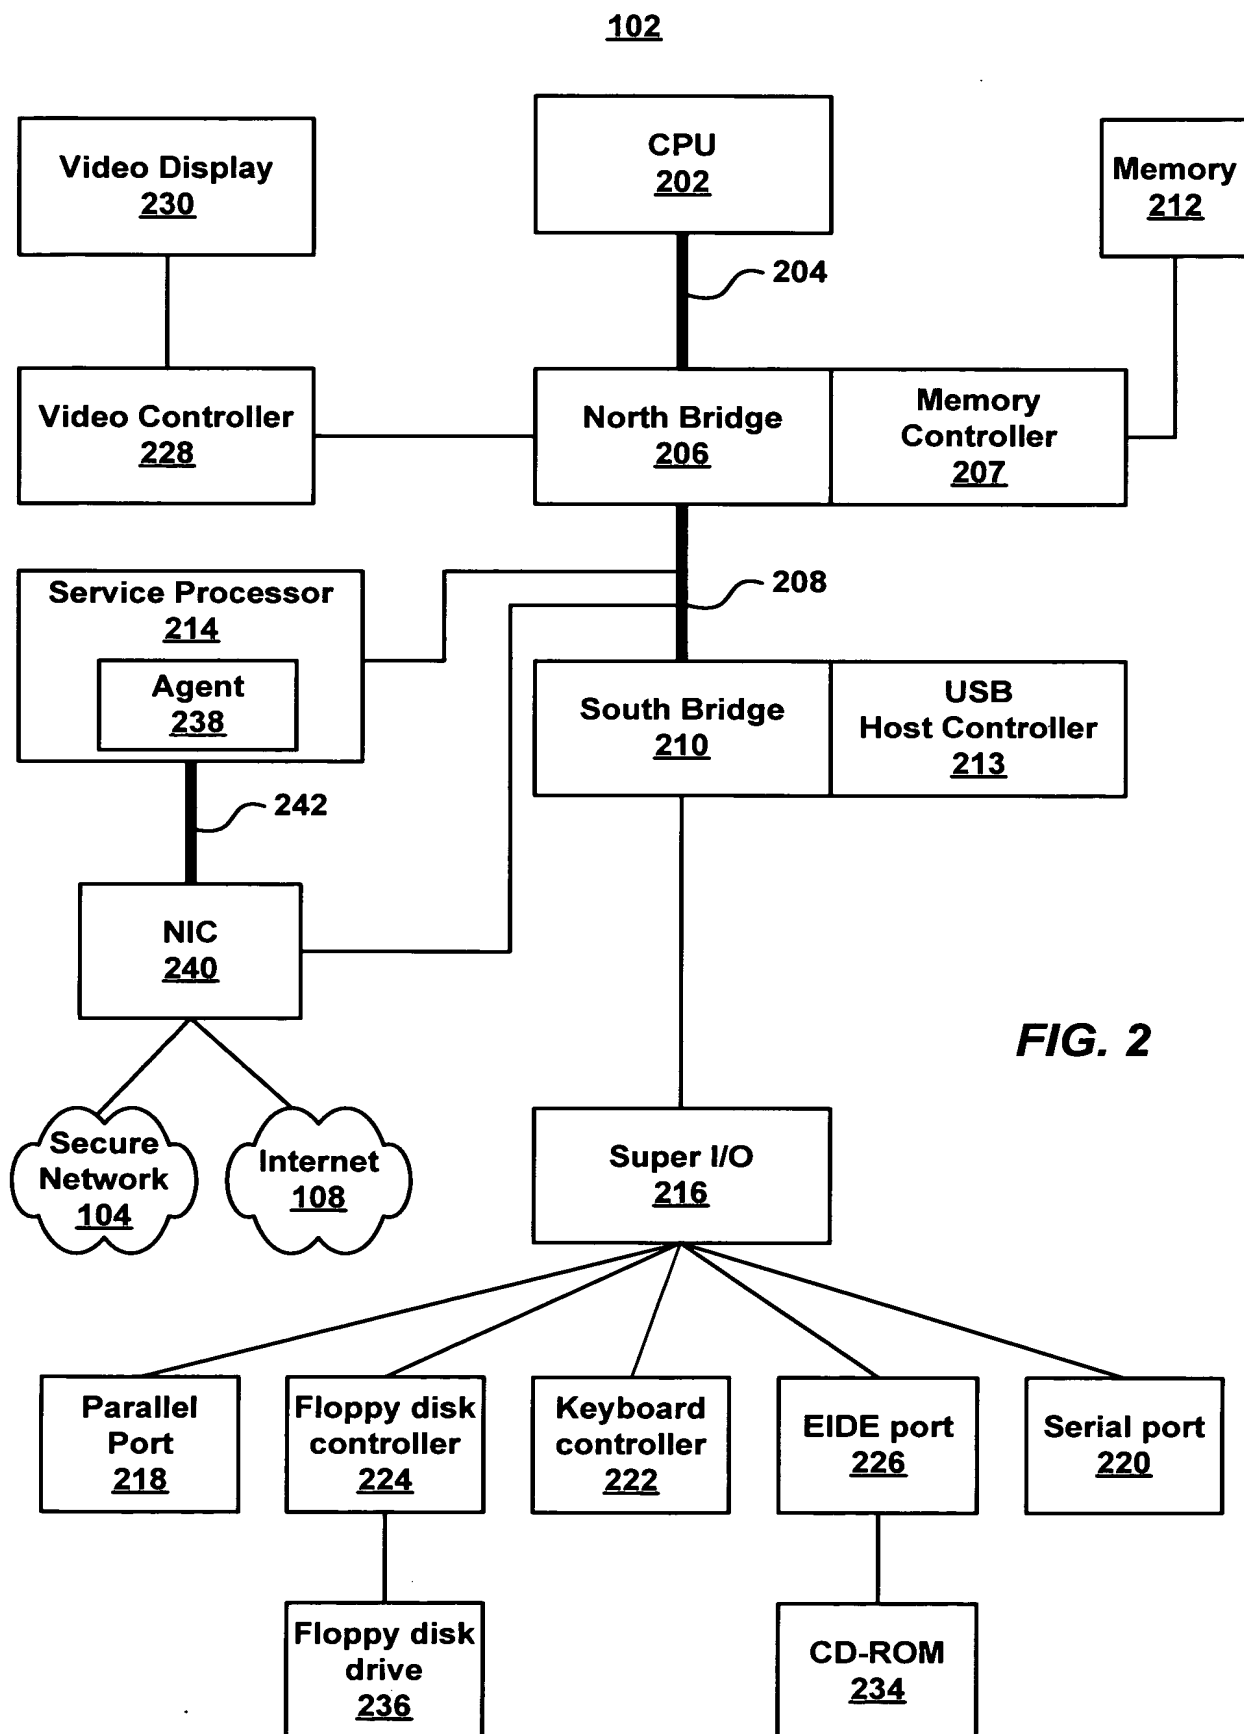 102
CPU
202
Video Display
230
Memory
212
204
Video Controller
228
North Bridge
206
Memory
Controller
207
208
Service Processor
214
Agent
238
South Bridge
210
USB
Host Controller
213
242
NIC
240
FIG. 2
Secure
Network
104
Internet
108
Super I/O
216
Parallel
Port
218
Floppy disk
controller
224
Keyboard
controller
222
EIDE port
226
Serial port
220
Floppy disk
drive
236
CD-ROM
234